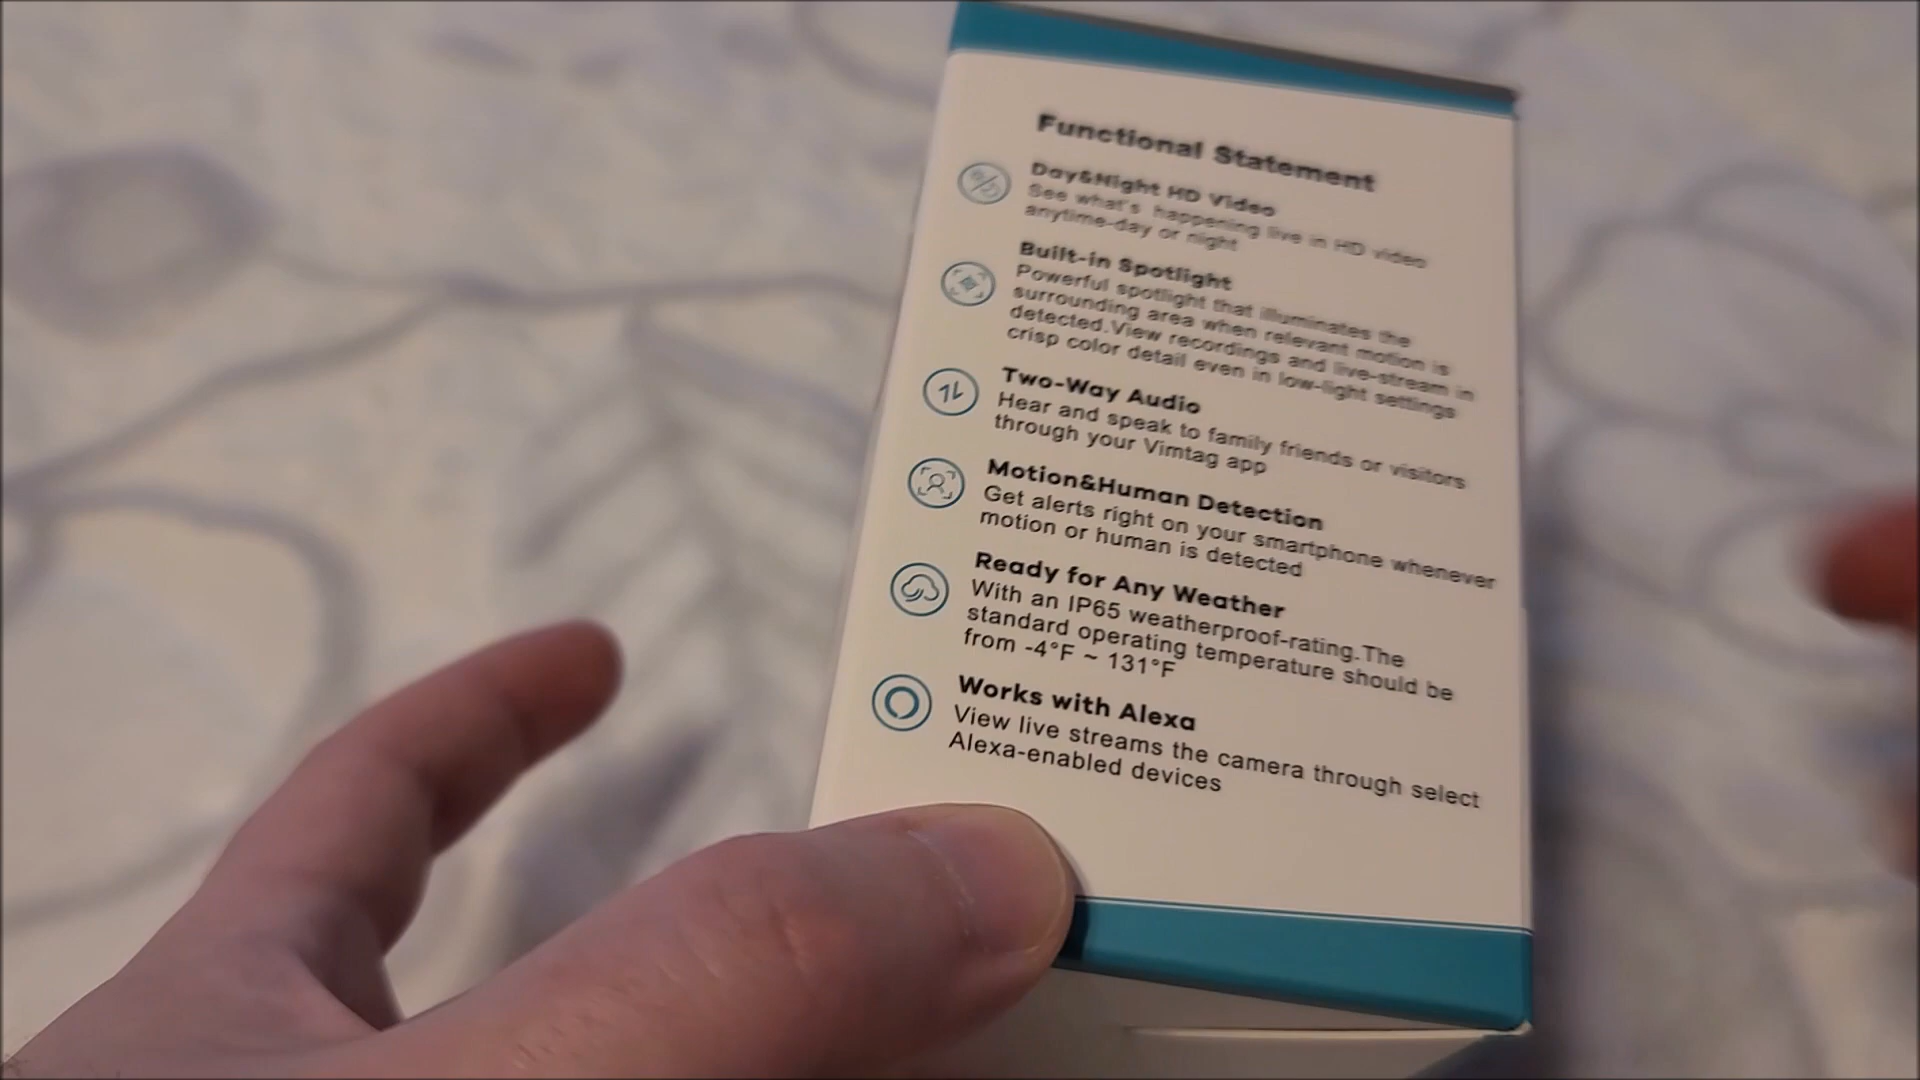 Functional Statement
Day&Night HD Video
See what's happening live in HD video
anytime-day or night
Built-in Spotlight
Powerful spotlight that illuminates the
surrounding area when relevant motion is
detected.View recordings and live-stream in
crisp color detail even in low-light settings
Two-Way Audio
Hear and speak to family friends or visitors
through your Vimtag app
Motion&Human Detection
Get alerts right on your smartphone whenever
motion or human is detected
Ready for Any Weather
With an IP65 weatherproof-rating.The
standard operating temperature should be
from -4°F ~ 131°F
Works with Alexa
View live streams the camera through select
Alexa-enabled devices